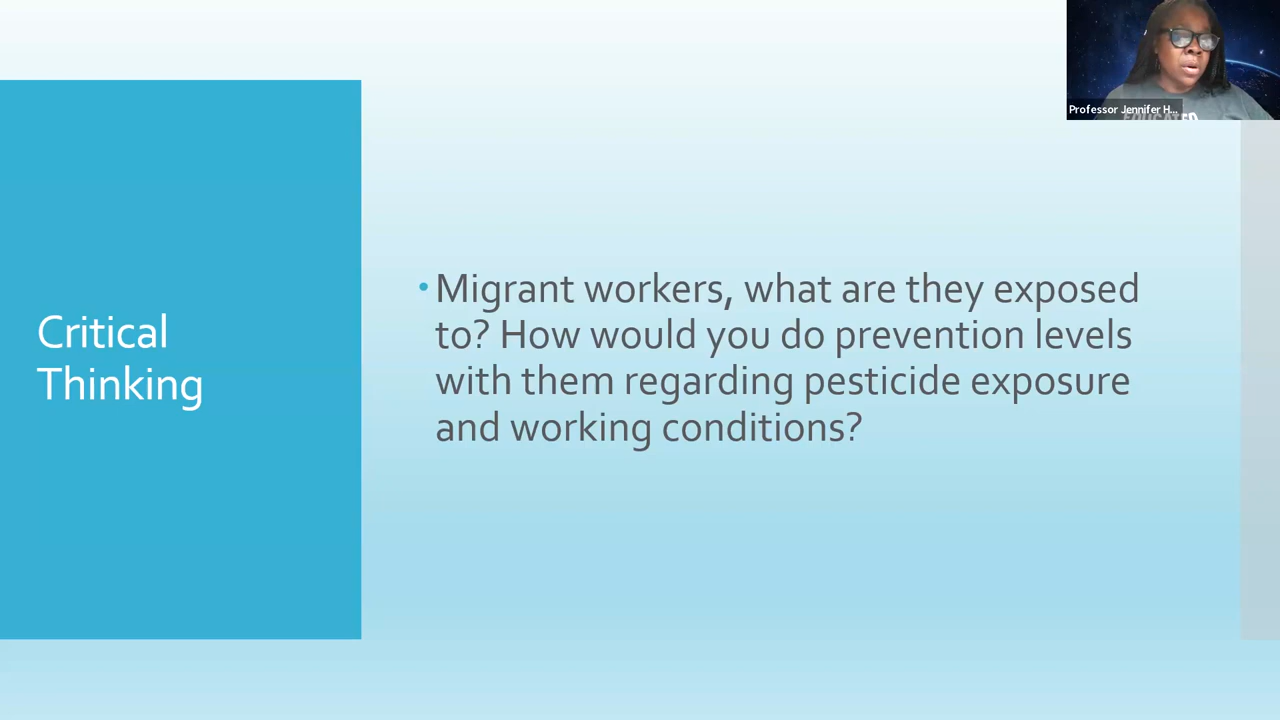 Professor Jennifer H...
Critical
Thinking
Migrant workers, what are they exposed
to? How would you do prevention levels
with them regarding pesticide exposure
and working conditions?